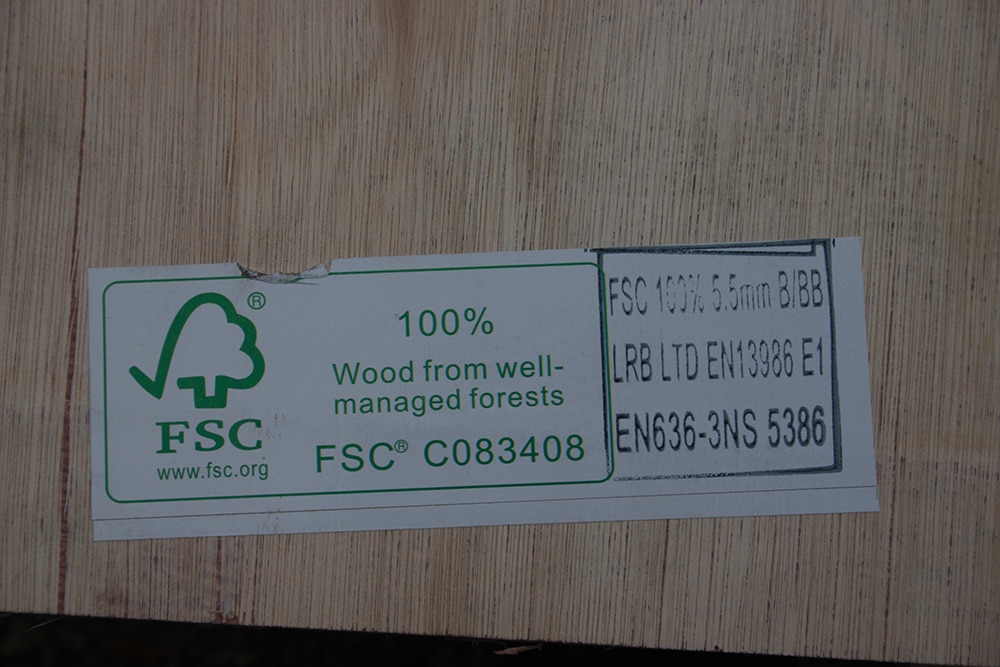 ®
FSC
www.fsc.org
100%
Wood from well-
managed forests
FSC® C083408
FSC 100% 5.5mm B/BB
LRB LTD EN13986 E1
EN636-3NS 5386